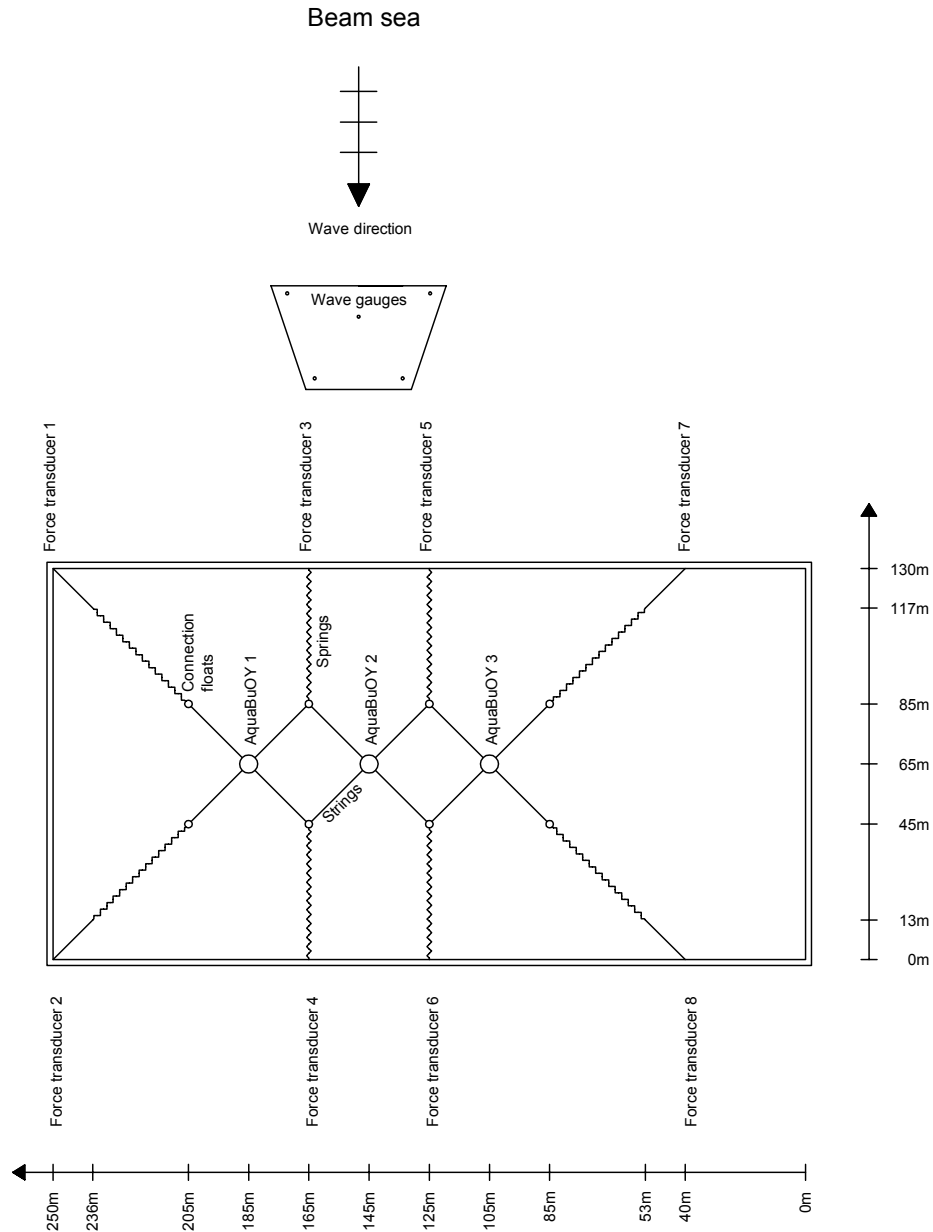 Beam sea
Wave direction
Wave gauges
Force transducer 1
Force transducer 3
Force transducer 5
Force transducer 7
130m
117m
85m
65m
45m
13m
0m
Connection
floats
AquaBuOY 1
Springs
AquaBuOY 2
AquaBuOY 3
Strings
Force transducer 2
Force transducer 4
Force transducer 6
Force transducer 8
250m
236m
205m
185m
165m
145m
125m
105m
85m
53m
40m
0m